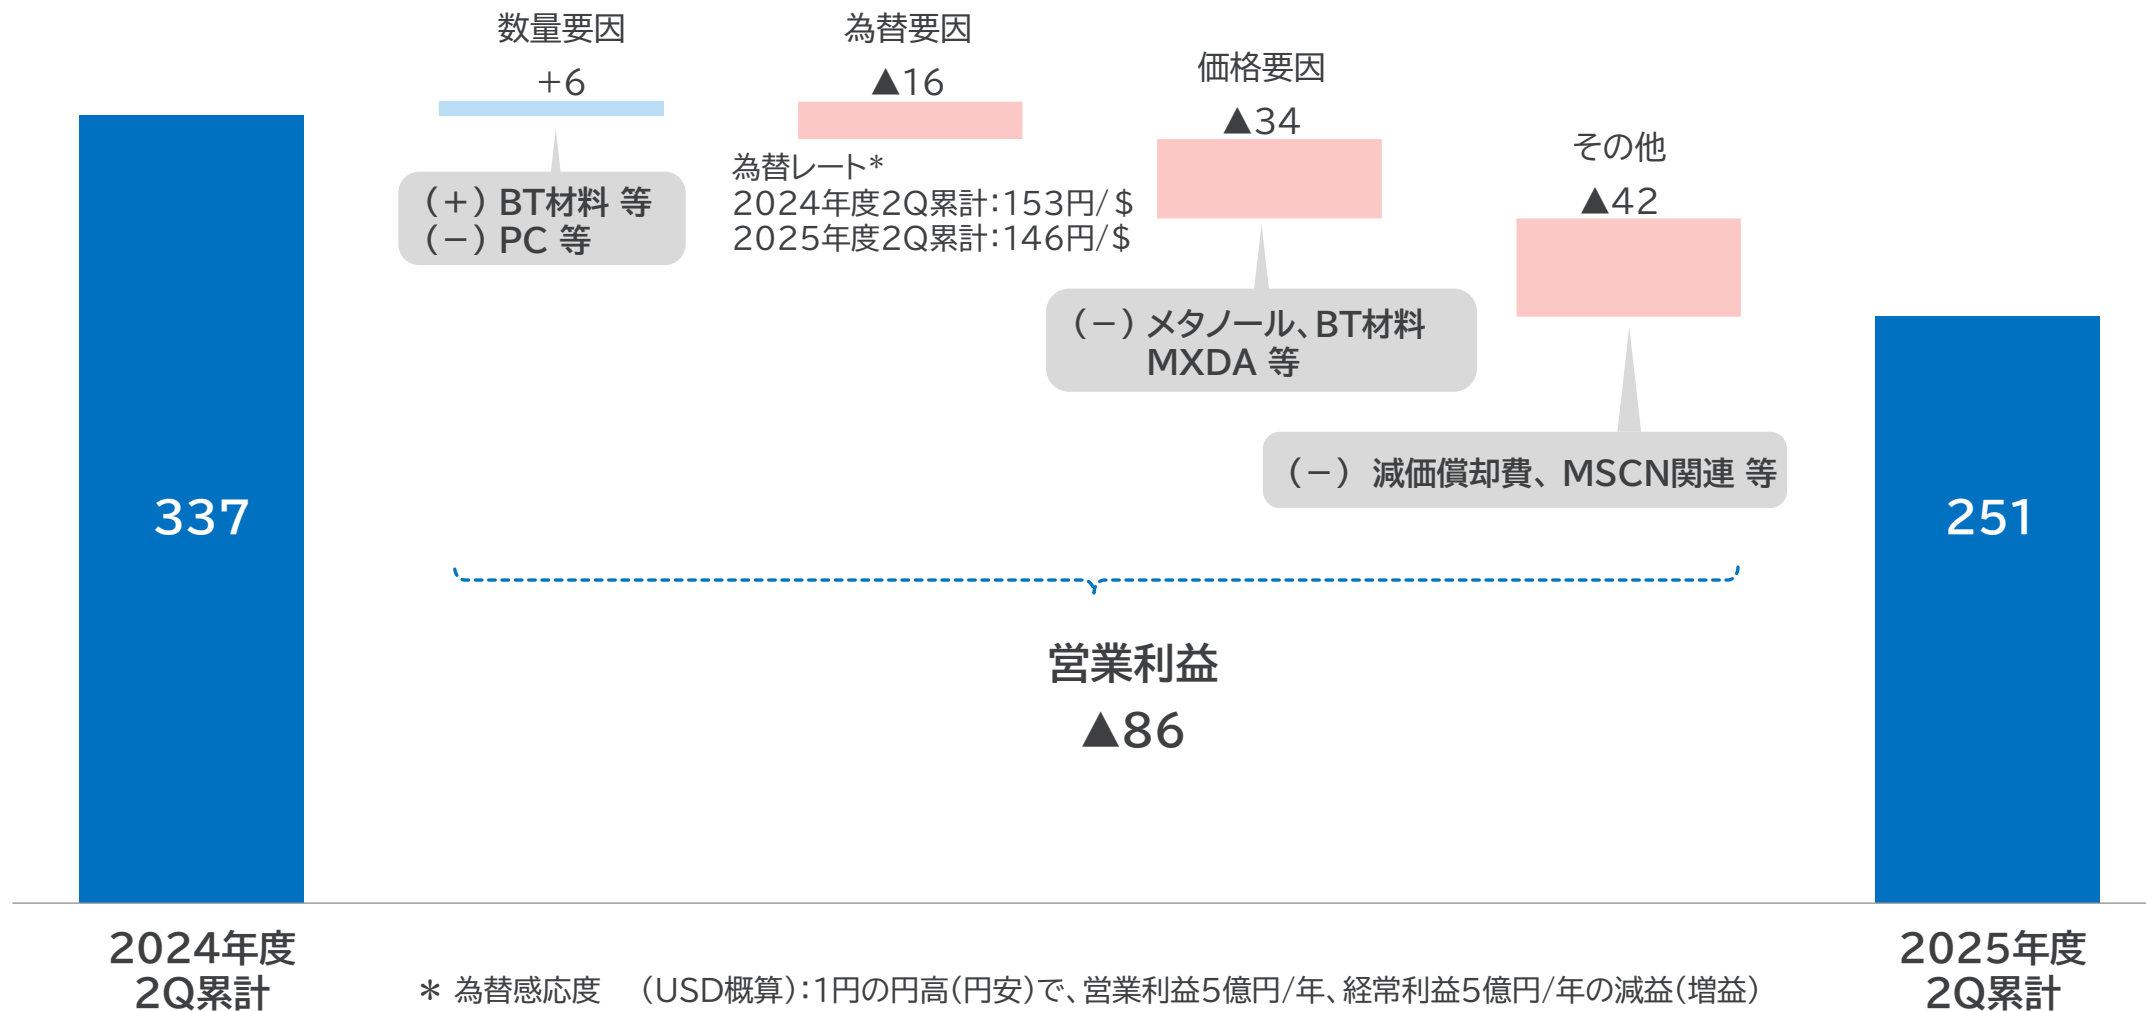 数量要因
+6
(+) BT材料 等
(-) PC 等
為替要因
▲16
為替レート*
2024年度2Q累計:153円/$
2025年度2Q累計:146円/$
価格要因
▲34
(-) メタノール、BT材料
MXDA 等
その他
▲42
(-) 減価償却費、MSCN関連 等
337
251
営業利益
▲86
2024年度
2Q累計
2025年度
2Q累計
* 為替感応度 (USD概算):1円の円高(円安)で、営業利益5億円/年、経常利益5億円/年の減益(増益)